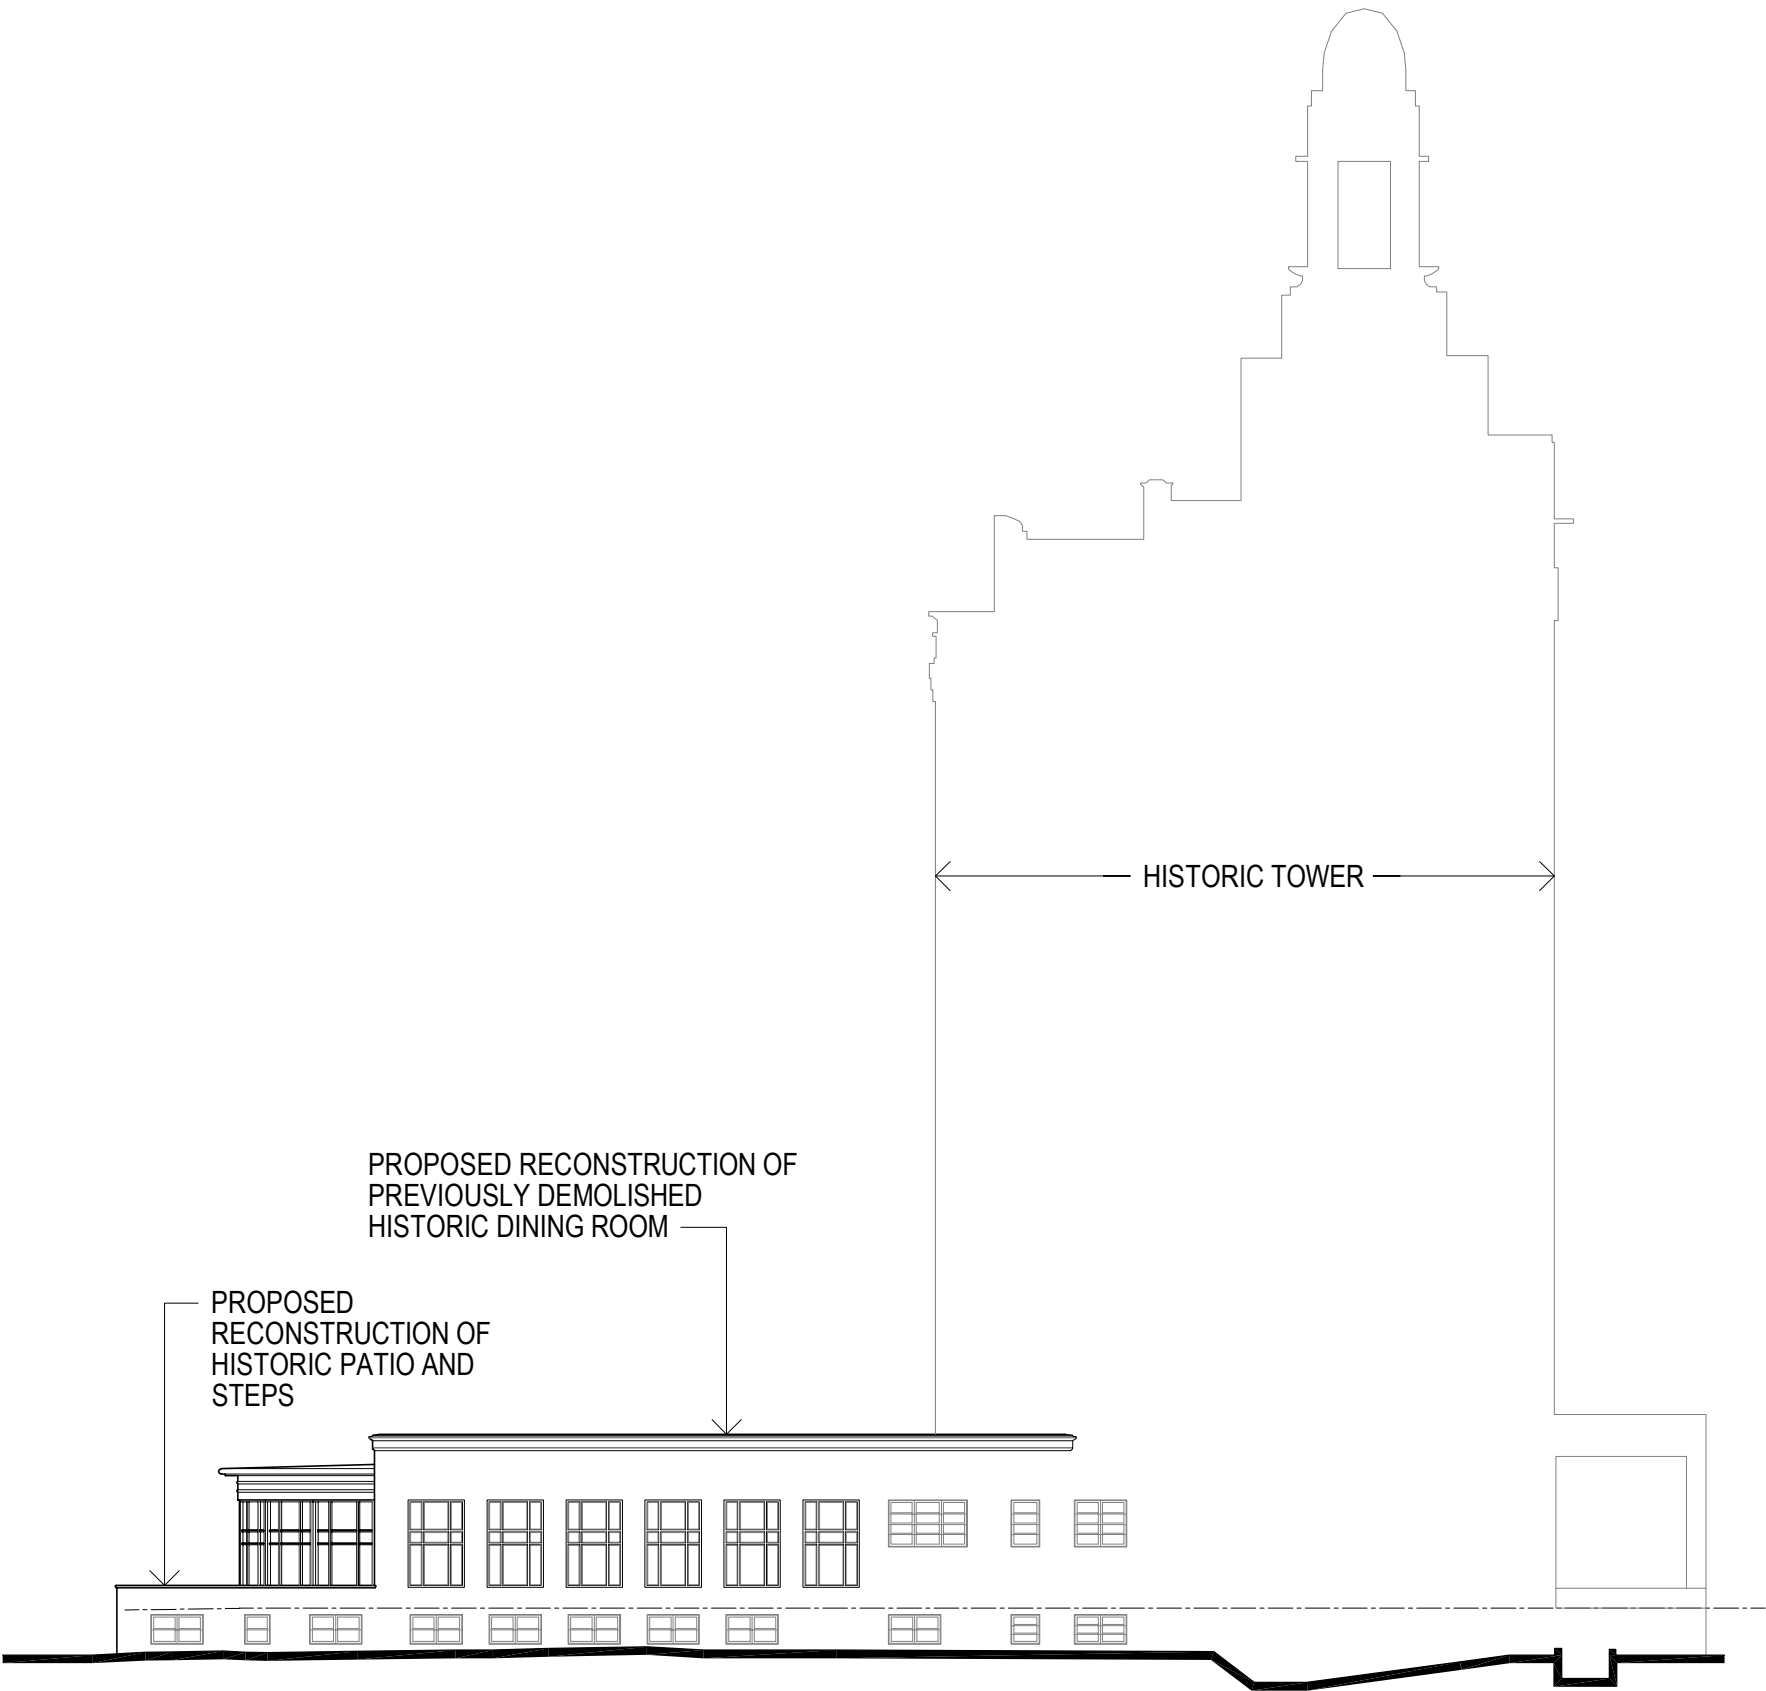 HISTORIC TOWER
PROPOSED RECONSTRUCTION OF
PREVIOUSLY DEMOLISHED
HISTORIC DINING ROOM
PROPOSED
RECONSTRUCTION OF
HISTORIC PATIO AND
STEPS